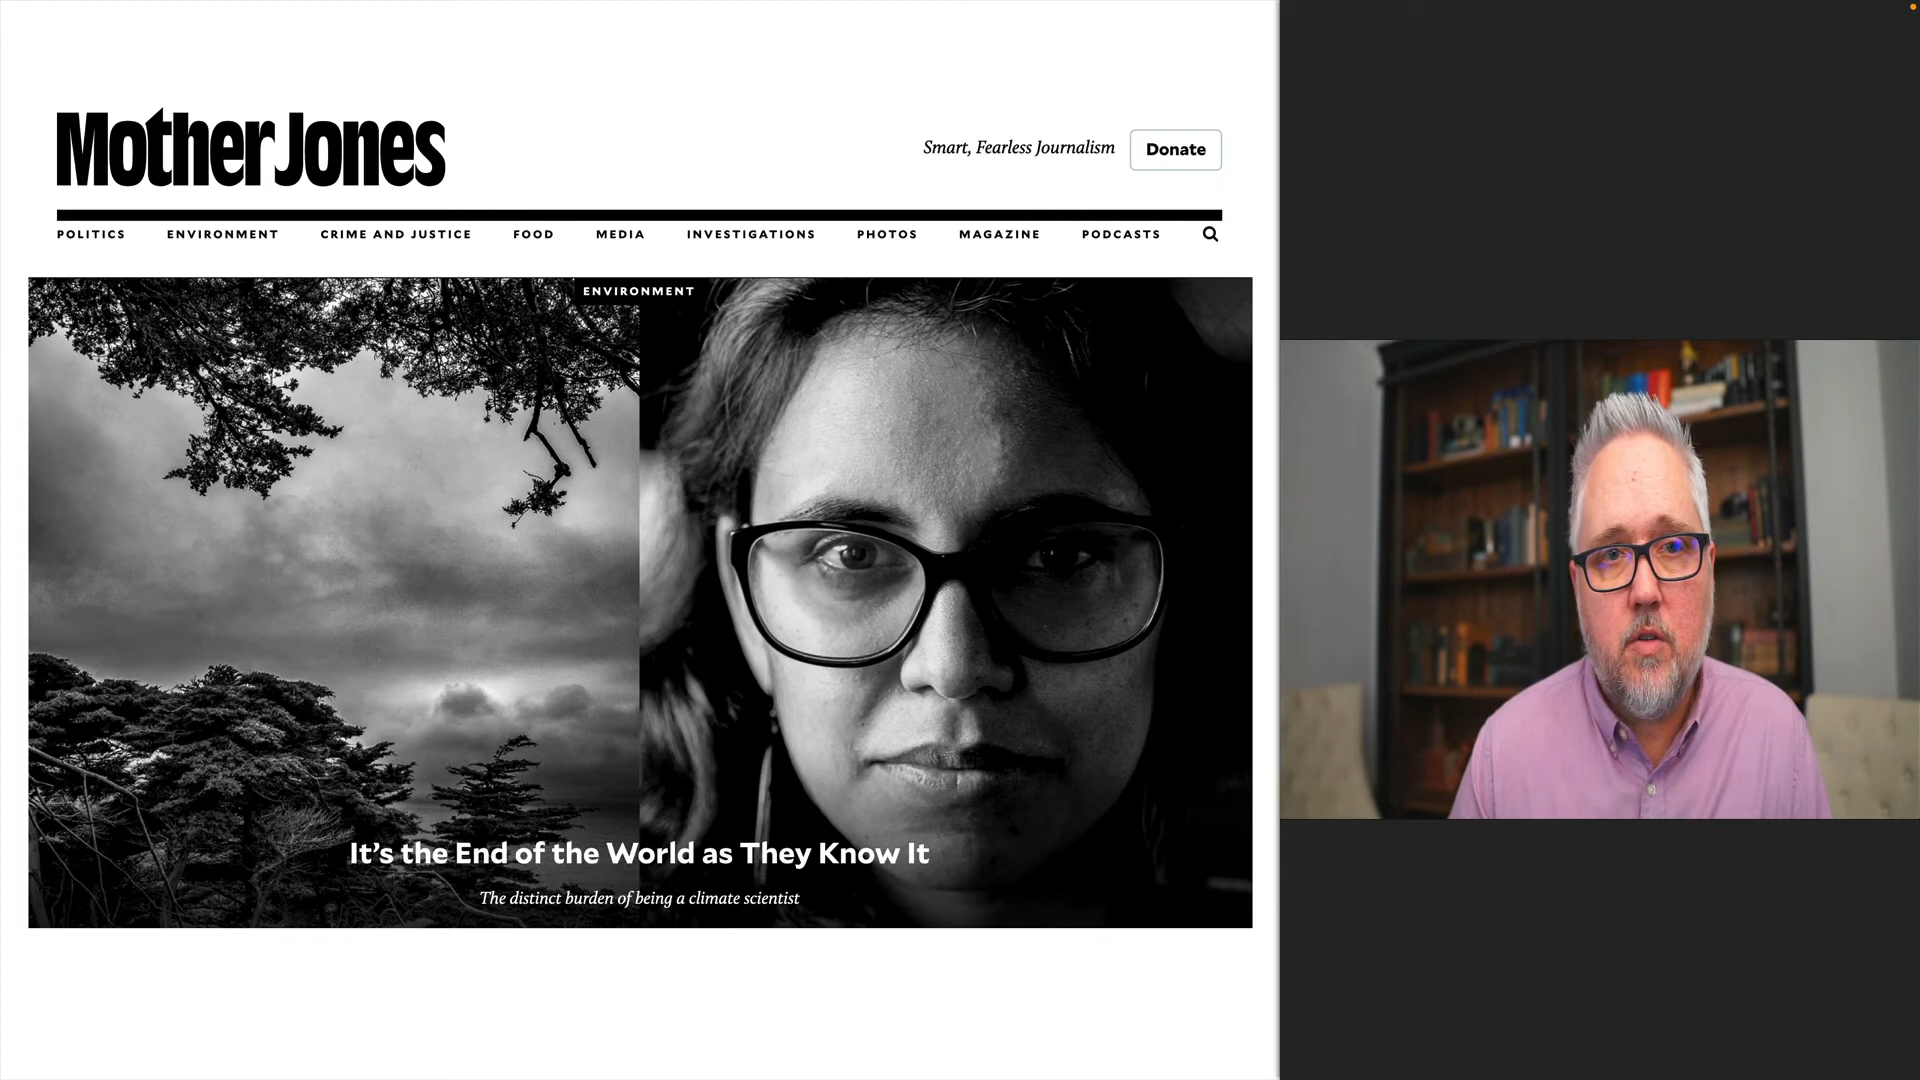 Mother Jones
Smart, Fearless Journalism
Donate
POLITICS ENVIRONMENT CRIME AND JUSTICE FOOD MEDIA INVESTIGATIONS PHOTOS MAGAZINE PODCASTS
ENVIRONMENT
It's the End of the World as They Know It
The distinct burden of being a climate scientist